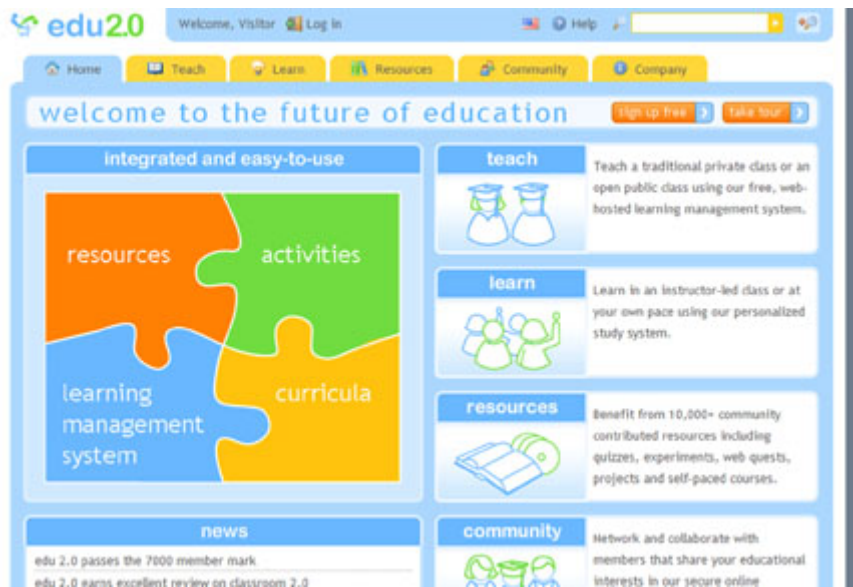 edu2.0
Welcome, Visitor Log in
Help
Home
Teach
Learn
Resources
Community
Company
welcome to the future of education
sign up free
take tour
integrated and easy-to-use
resources
activities
learning
management
system
curricula
teach
Teach a traditional private class or an
open public class using our free, web-
hosted learning management system.
learn
Learn in an instructor-led class or at
your own pace using our personalized
study system.
resources
Benefit from 10,000+ community
contributed resources including
quizzes, experiments, web quests,
projects and self-paced courses.
news
edu 2.0 passes the 7000 member mark
edu 2.0 earns excellent review on classroom 2.0
community
Network and collaborate with
members that share your educational
interests in our secure online